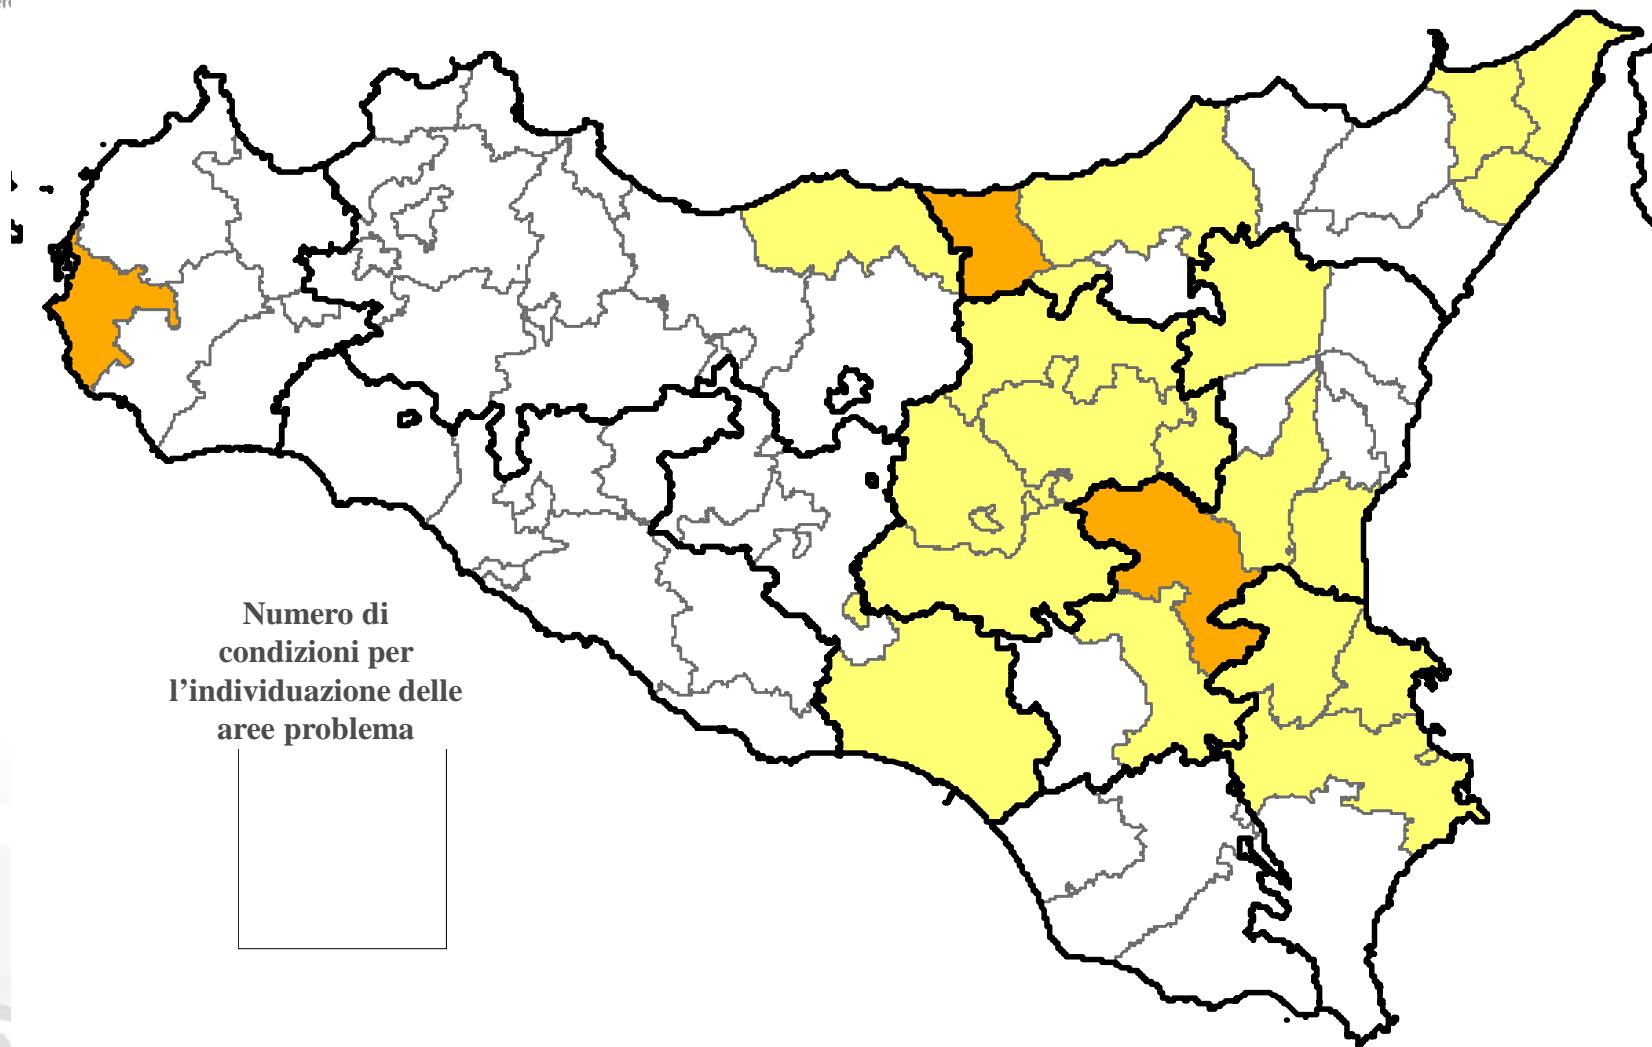 Numero di
condizioni per
l’individuazione delle
aree problema